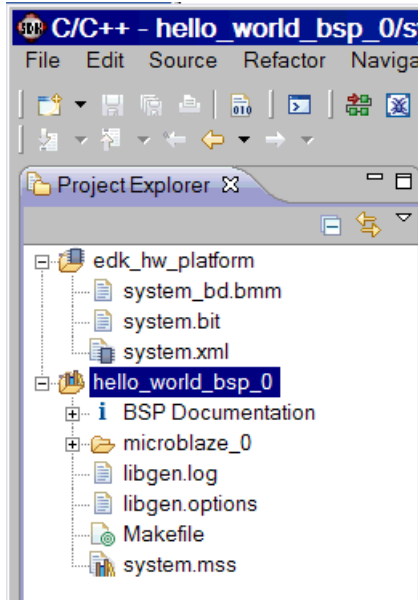 C/C++ - hello_world_bsp_0/s
File Edit Source Refactor Naviga
Project Explorer
edk_hw_platform
system_bd.bmm
system.bit
system.xml
hello_world_bsp_0
BSP Documentation
microblaze_0
libgen.log
libgen.options
Makefile
system.mss